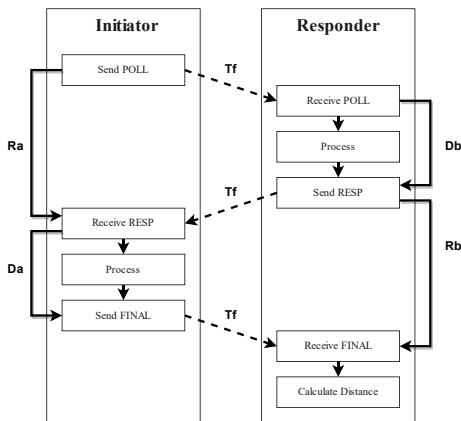 Initiator
Responder
Send POLL
Tf
Receive POLL
Ra
Process
Db
Tf
Send RESP
Receive RESP
Rb
Da
Process
Send FINAL
Tf
Receive FINAL
Calculate Distance